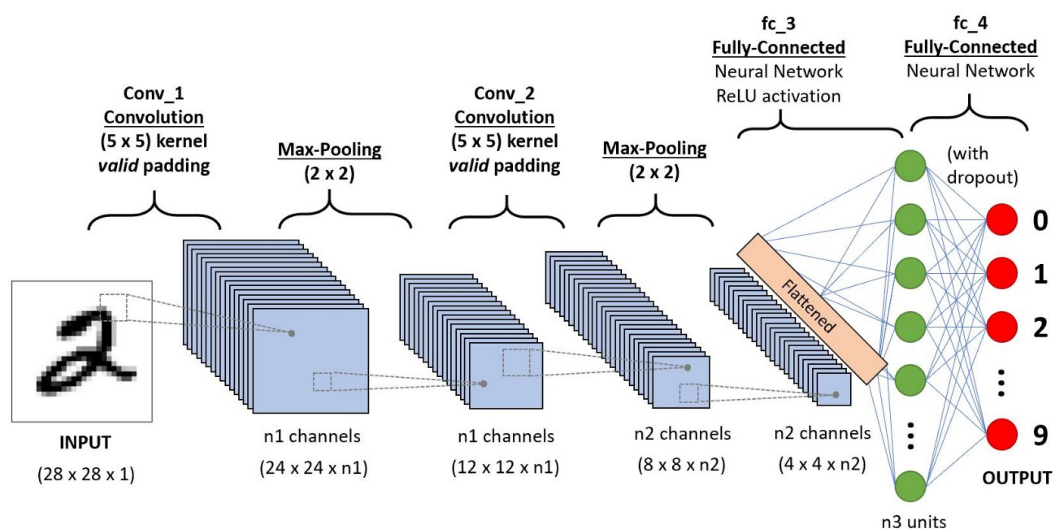 fc_3
Fully-Connected
Neural Network
ReLU activation
fc_4
Fully-Connected
Neural Network
Conv_1
Convolution
(5 x 5) kernel
valid padding
Max-Pooling
(2 x 2)
Conv_2
Convolution
(5 x 5) kernel
valid padding
Max-Pooling
(2 x 2)
(with
dropout)
Flattened
0
1
2
9
INPUT
(28 x 28 x 1)
n1 channels
(24 x 24 x n1)
n1 channels
(12 x 12 x n1)
n2 channels
(8 x 8 x n2)
n2 channels
(4 x 4 x n2)
OUTPUT
n3 units
2